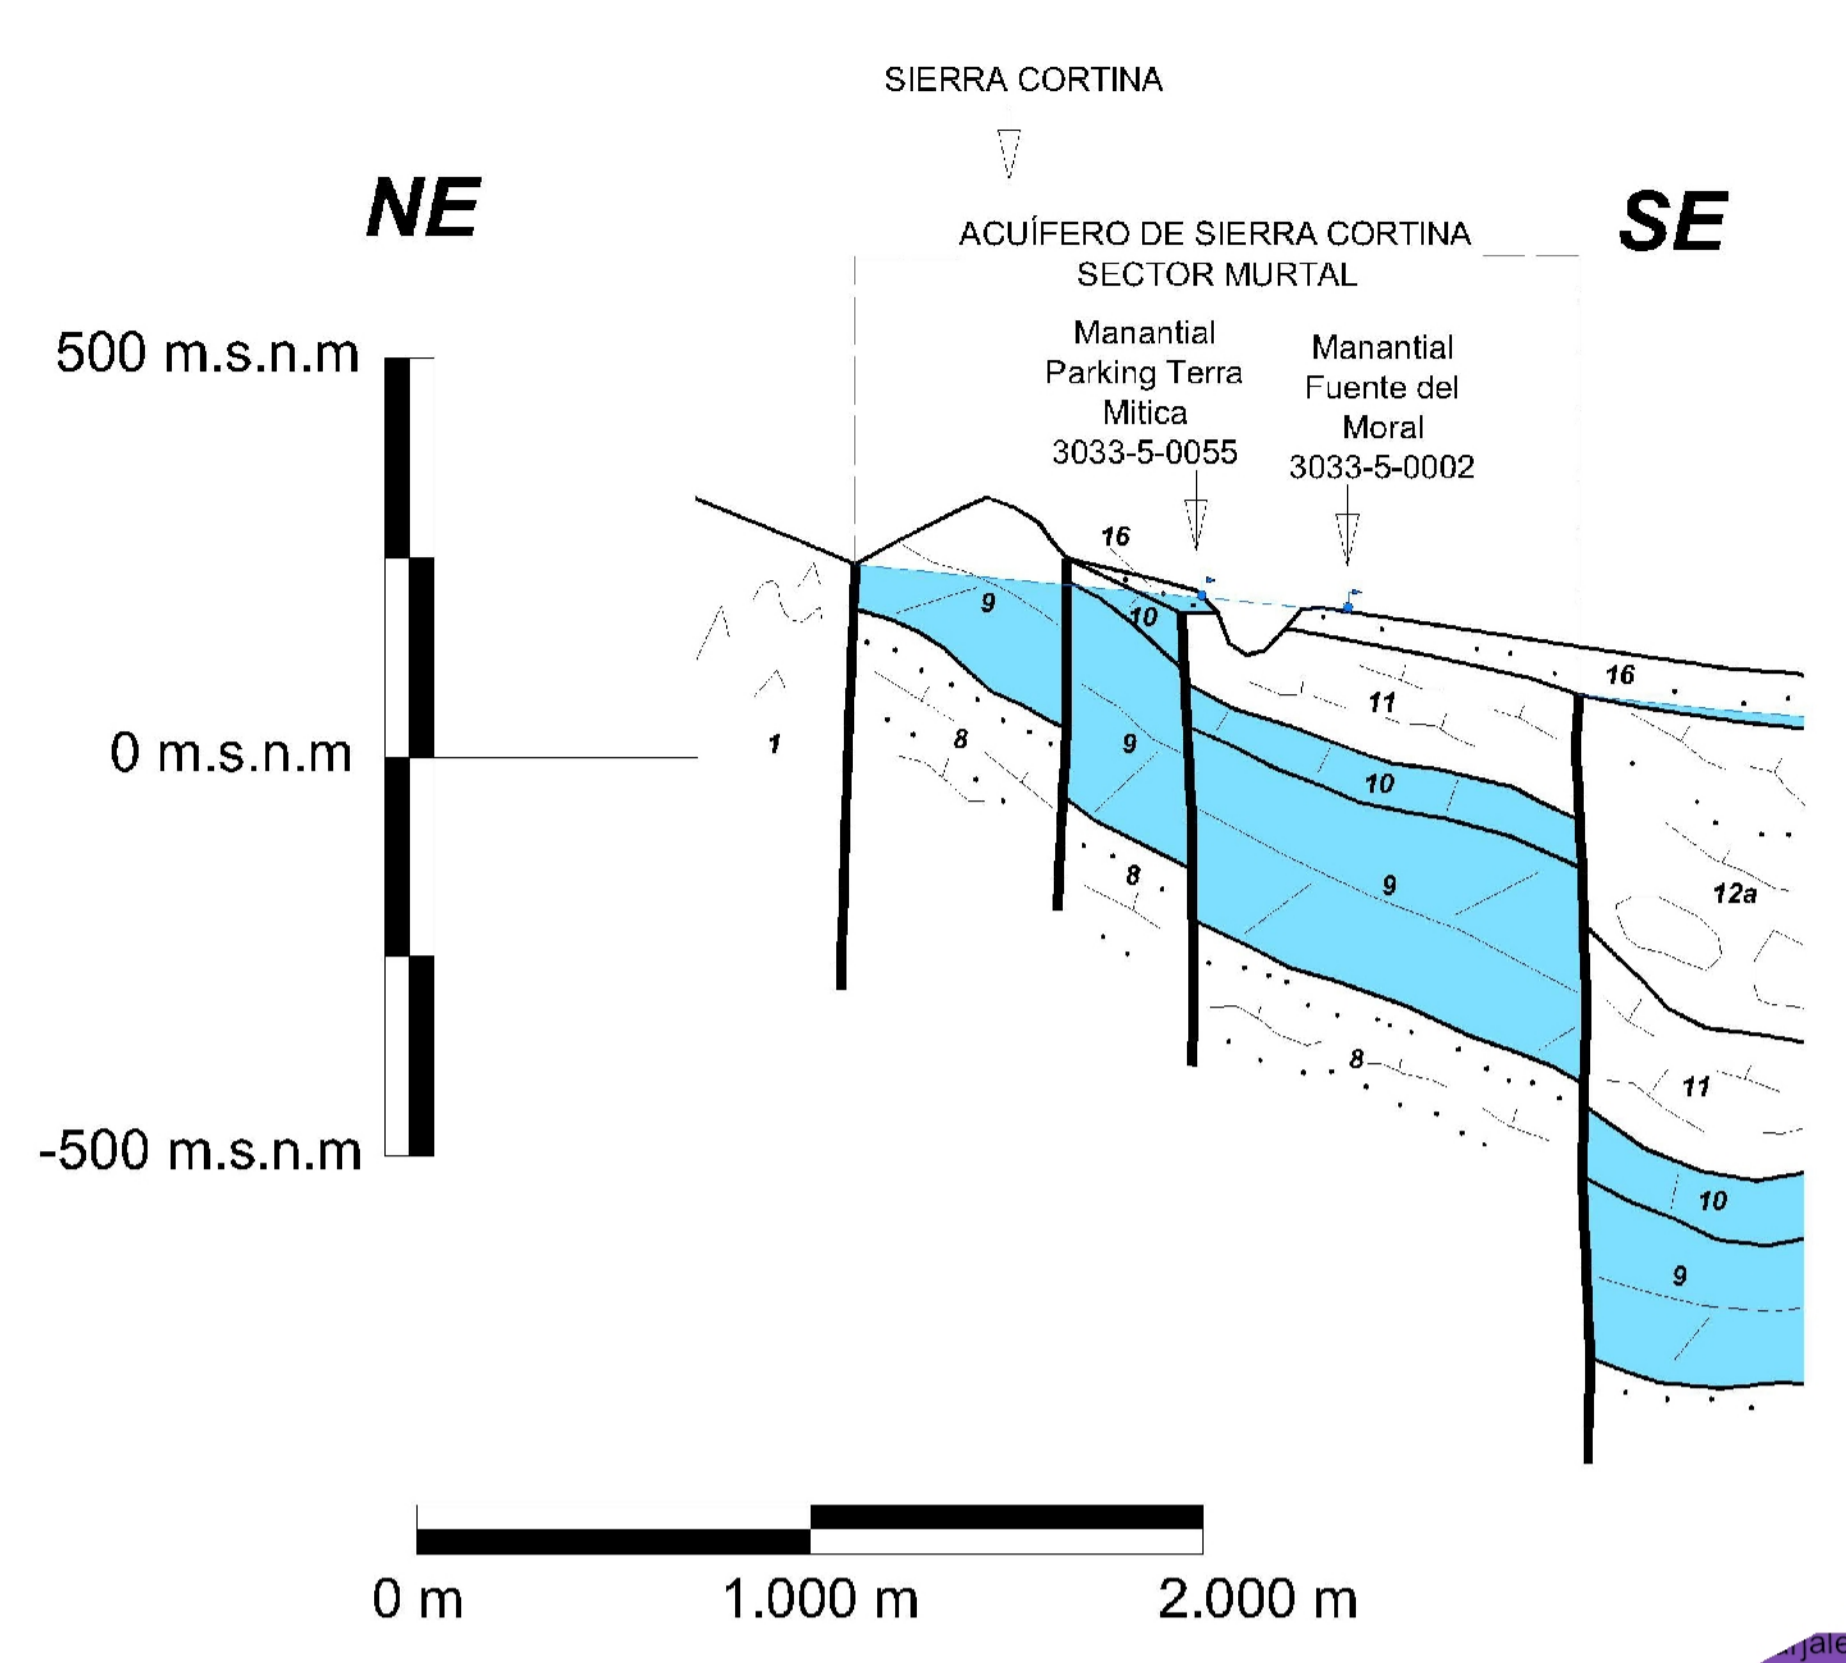 SIERRA CORTINA
NE
SE
ACUÍFERO DE SIERRA CORTINA
SECTOR MURTAL
Manantial
Parking Terra
Mitica
3033-5-0055
Manantial
Fuente del
Moral
3033-5-0002
500 m.s.n.m
0 m.s.n.m
-500 m.s.n.m
16
9
10
16
11
1
8
9
10
8
9
12a
8
11
10
9
0 m
1.000 m
2.000 m